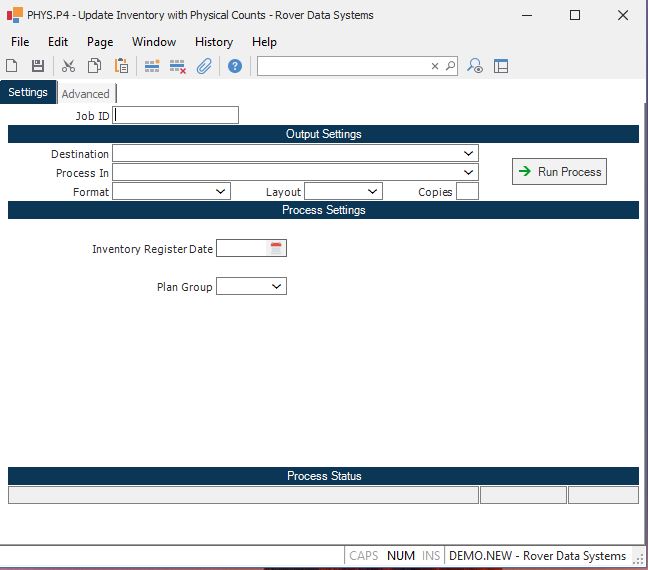 PHYS.P4 - Update Inventory with Physical Counts - Rover Data Systems
File Edit Page Window History Help
Settings Advanced
Job ID
Output Settings
Destination
Process In
Run Process
Format Layout Copies
Process Settings
Inventory Register Date
Plan Group
Process Status
CAPS NUM INS DEMO.NEW - Rover Data Systems